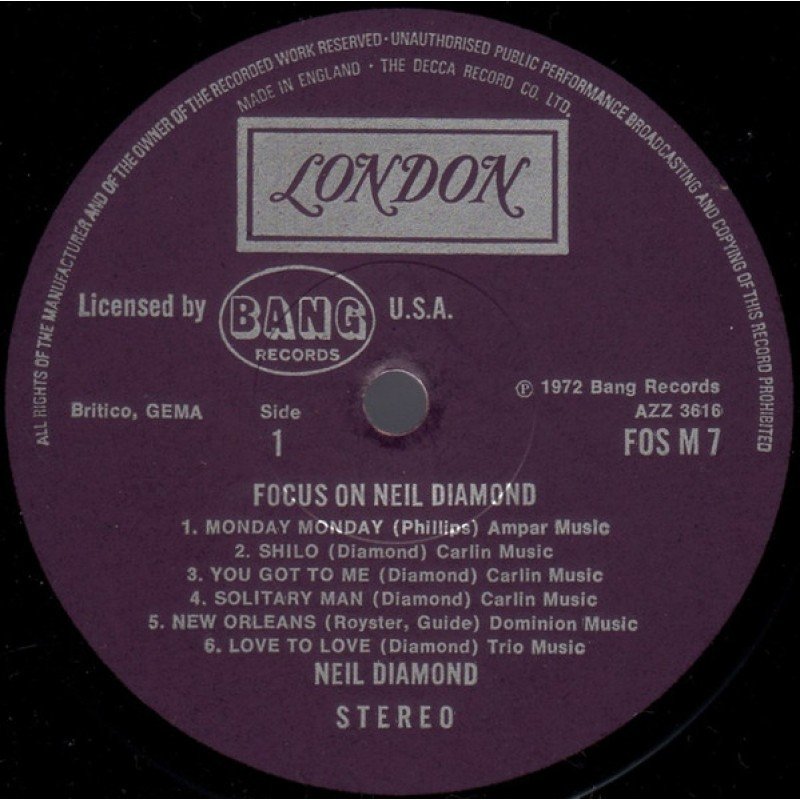 ALL RIGHTS OF THE MANUFACTURER AND OF THE OWNER OF THE RECORDED WORK RESERVED · UNAUTHORISED PUBLIC PERFORMANCE BROADCASTING AND COPYING OF THIS RECORD PROHIBITED
MADE IN ENGLAND · THE DECCA RECORD CO. LTD.
LONDON
Licensed by BANG RECORDS U.S.A.
℗ 1972 Bang Records
Britico, GEMA Side AZZ 3616
1 FOS M 7
FOCUS ON NEIL DIAMOND
1. MONDAY MONDAY (Phillips) Ampar Music
2. SHILO (Diamond) Carlin Music
3. YOU GOT TO ME (Diamond) Carlin Music
4. SOLITARY MAN (Diamond) Carlin Music
5. NEW ORLEANS (Royster, Guide) Dominion Music
6. LOVE TO LOVE (Diamond) Trio Music
NEIL DIAMOND
STEREO